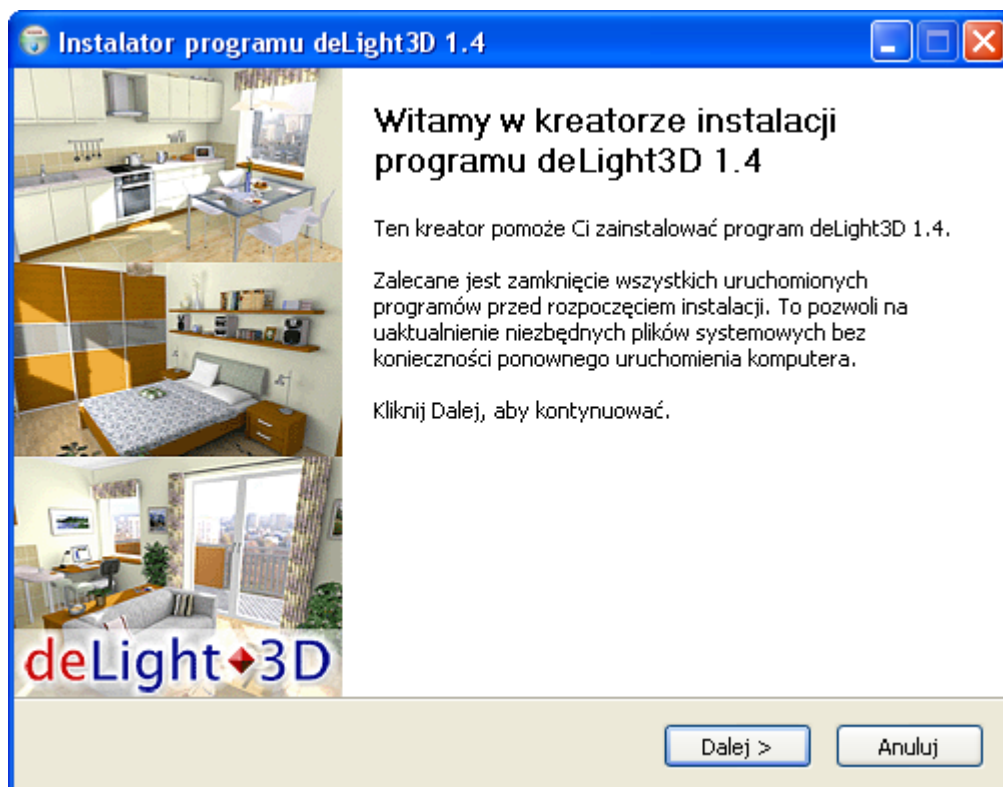 Instalator programu deLight3D 1.4
Witamy w kreatorze instalacji
programu deLight3D 1.4
Ten kreator pomoże Ci zainstalować program deLight3D 1.4.
Zalecane jest zamknięcie wszystkich uruchomionych
programów przed rozpoczęciem instalacji. To pozwoli na
uaktualnienie niezbędnych plików systemowych bez
konieczności ponownego uruchomienia komputera.
Kliknij Dalej, aby kontynuować.
deLight 3D
Dalej >
Anuluj